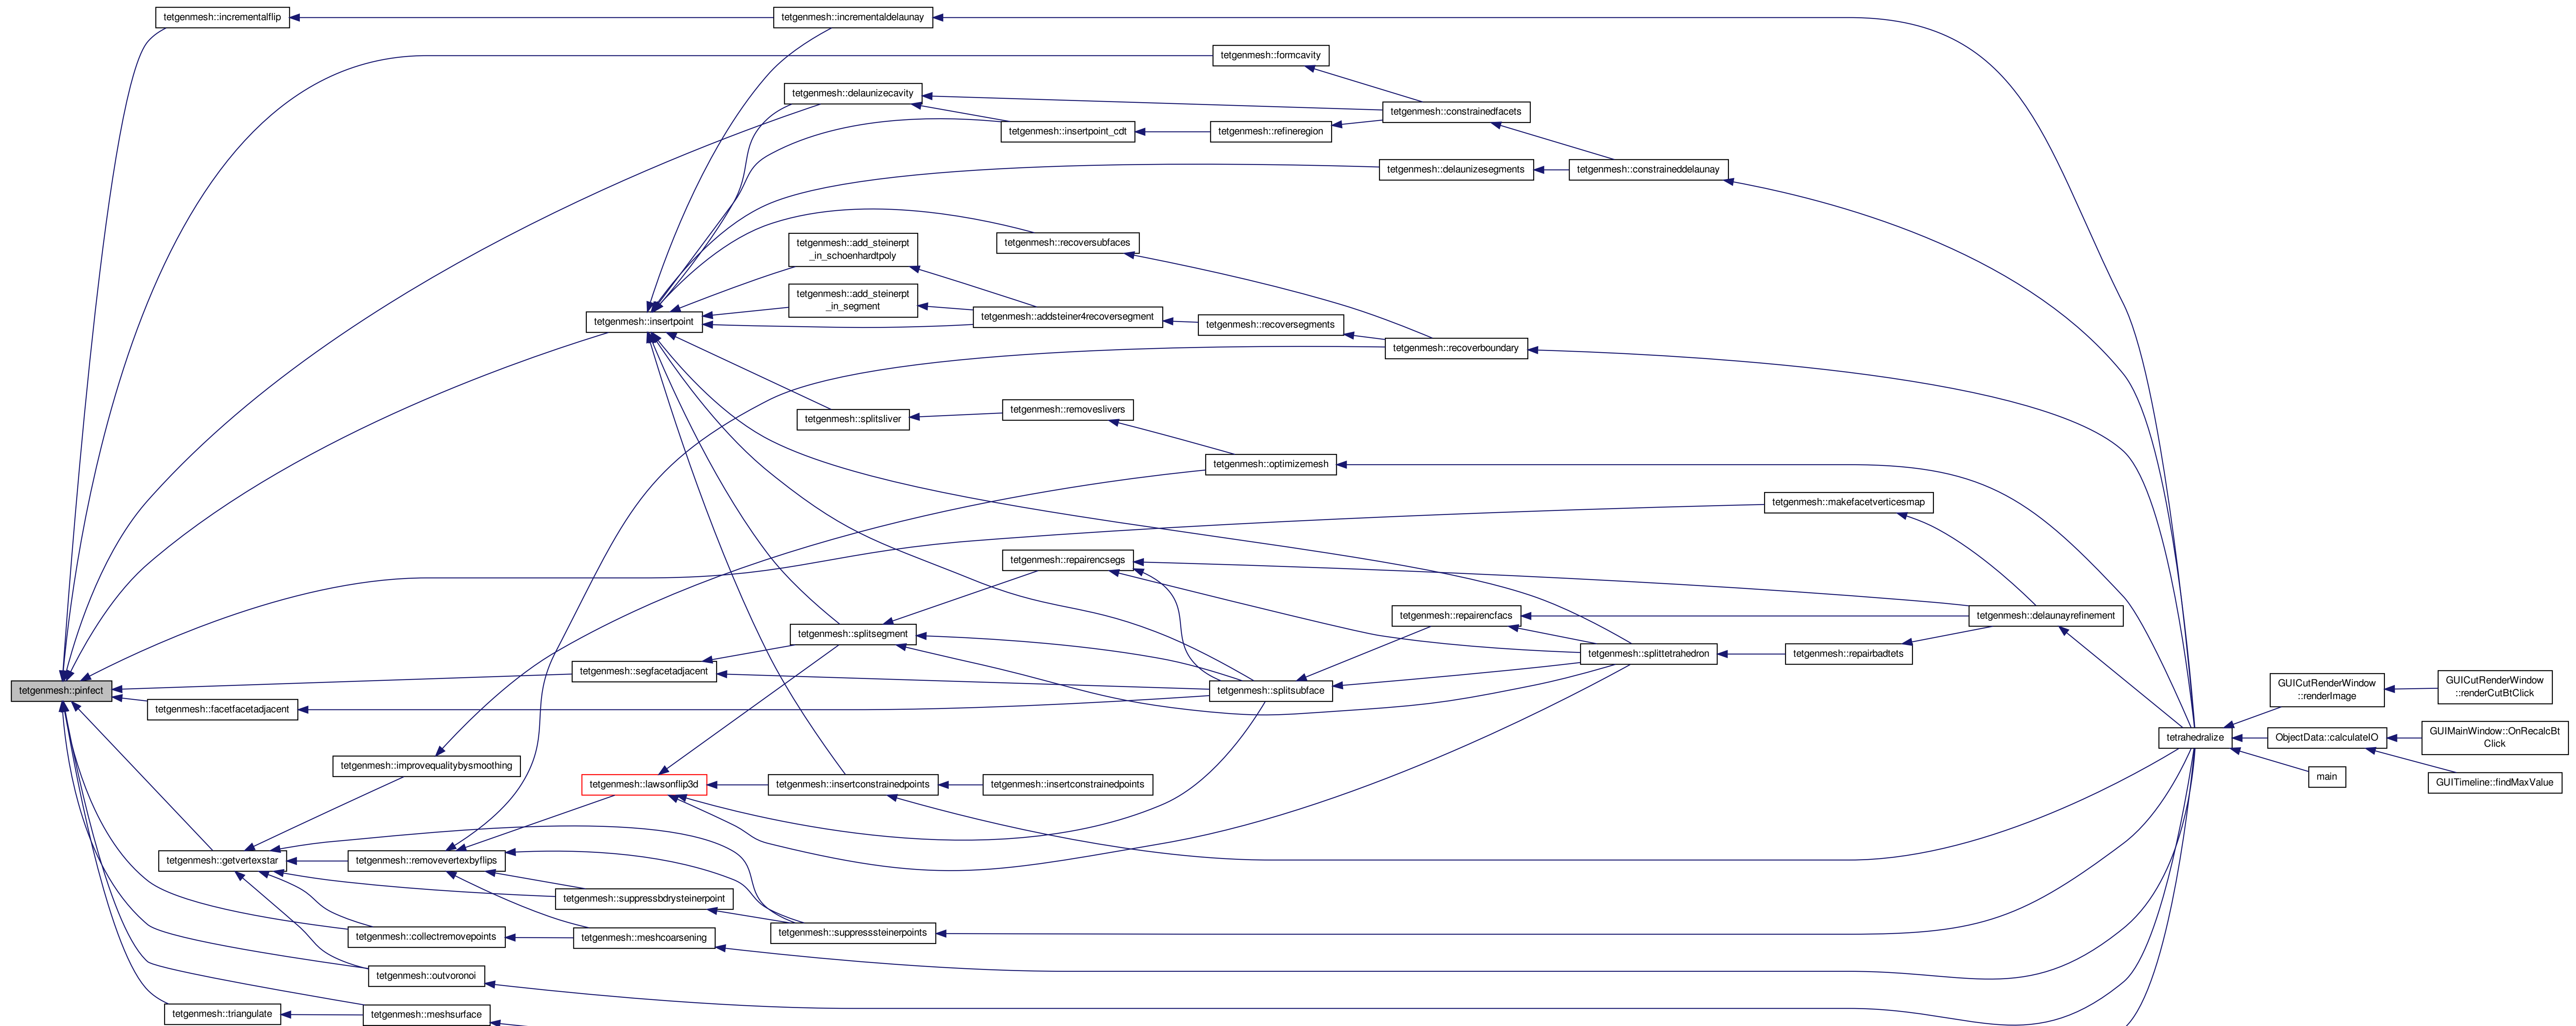 tetgenmesh::incrementalflip
tetgenmesh::incrementaldelaunay
tetgenmesh::formcavity
tetgenmesh::delaunizecavity
tetgenmesh::constrainedfacets
tetgenmesh::insertpoint_cdt
tetgenmesh::refineregion
tetgenmesh::delaunizesegments
tetgenmesh::constraineddelaunay
tetgenmesh::add_steinerpt
_in_schoenhardtpoly
tetgenmesh::recoversubfaces
tetgenmesh::add_steinerpt
_in_segment
tetgenmesh::insertpoint
tetgenmesh::addsteiner4recoversegment
tetgenmesh::recoversegments
tetgenmesh::recoverboundary
tetgenmesh::splitsliver
tetgenmesh::removeslivers
tetgenmesh::optimizemesh
tetgenmesh::makefacetverticesmap
tetgenmesh::repairencsegs
tetgenmesh::repairencfacs
tetgenmesh::delaunayrefinement
tetgenmesh::splitsegment
tetgenmesh::splittetrahedron
tetgenmesh::repairbadtets
tetgenmesh::segfacetadjacent
tetgenmesh::pinfect
tetgenmesh::splitsubface
tetgenmesh::facetfacetadjacent
GUICutRenderWindow
::renderImage
GUICutRenderWindow
::renderCutBtClick
tetrahedralize
ObjectData::calculateIO
GUIMainWindow::OnRecalcBt
Click
tetgenmesh::improvequalitybysmoothing
tetgenmesh::lawsonflip3d
tetgenmesh::insertconstrainedpoints
tetgenmesh::insertconstrainedpoints
main
GUITimeline::findMaxValue
tetgenmesh::getvertexstar
tetgenmesh::removevertexbyflips
tetgenmesh::suppressbdrysteinerpoint
tetgenmesh::collectremovepoints
tetgenmesh::meshcoarsening
tetgenmesh::suppresssteinerpoints
tetgenmesh::outvoronoi
tetgenmesh::triangulate
tetgenmesh::meshsurface